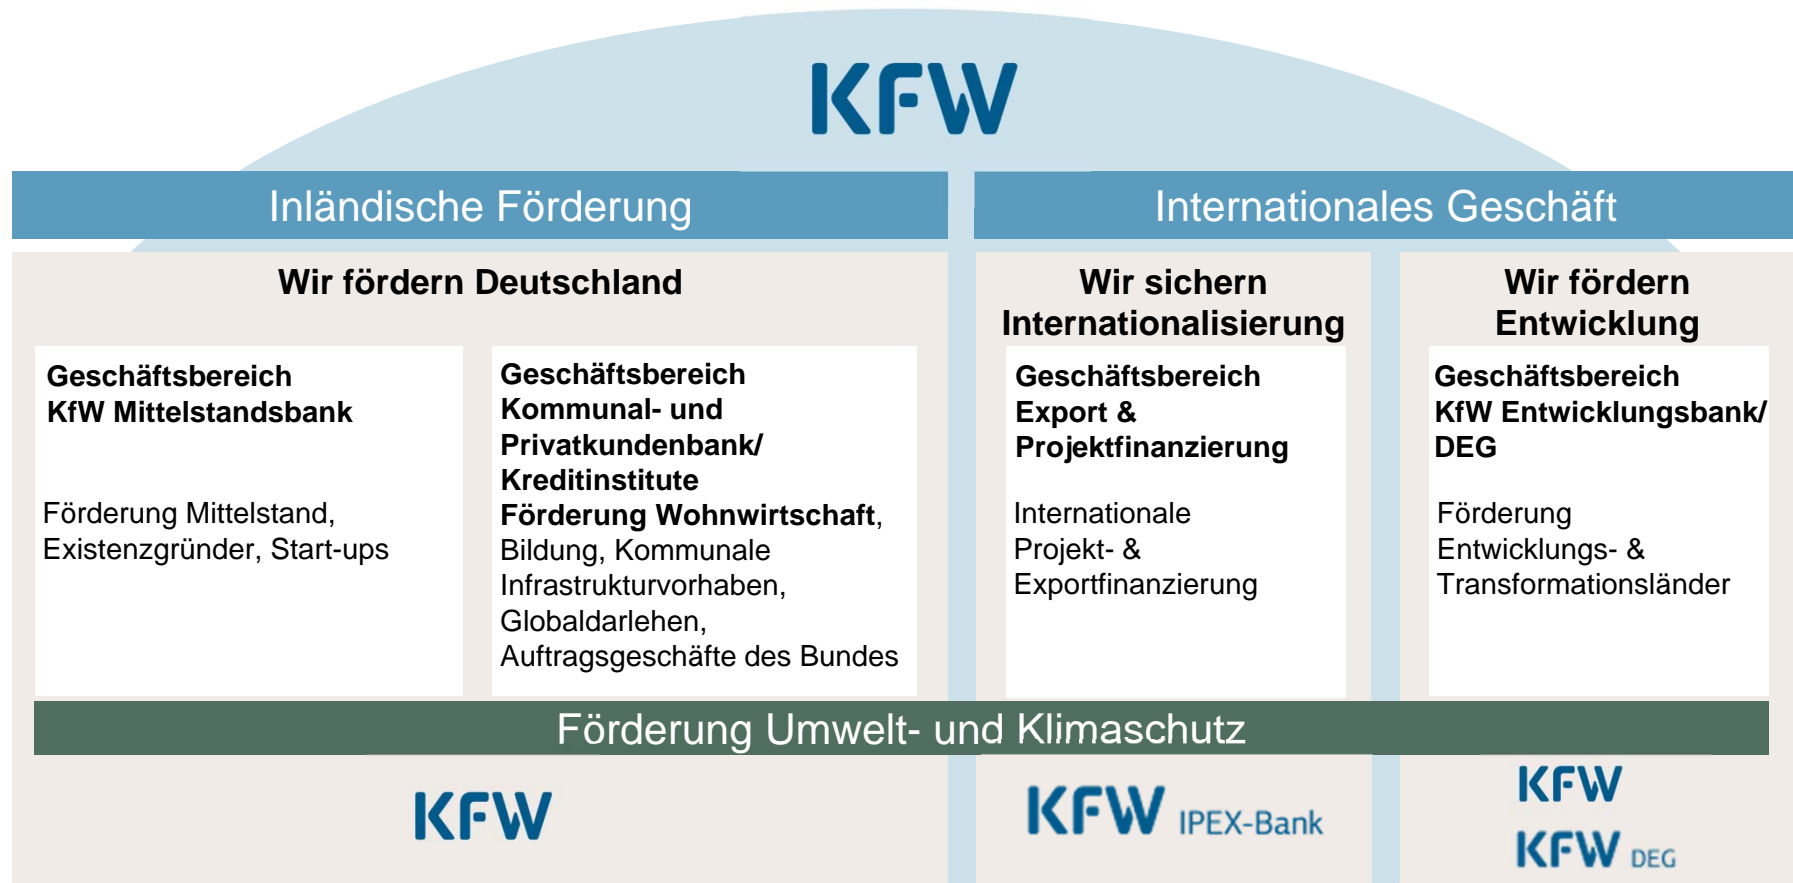 KFW
Inländische Förderung
Internationales Geschäft
Wir fördern Deutschland
Geschäftsbereich
KfW Mittelstandsbank
Förderung Mittelstand,
Existenzgründer, Start-ups
Geschäftsbereich
Kommunal- und
Privatkundenbank/
Kreditinstitute
Förderung Wohnwirtschaft,
Bildung, Kommunale
Infrastrukturvorhaben,
Globaldarlehen,
Auftragsgeschäfte des Bundes
Wir sichern
Internationalisierung
Geschäftsbereich
Export &
Projektfinanzierung
Internationale
Projekt- &
Exportfinanzierung
Wir fördern
Entwicklung
Geschäftsbereich
KfW Entwicklungsbank/
DEG
Förderung
Entwicklungs- &
Transformationsländer
Förderung Umwelt- und Klimaschutz
KFW
KFW IPEX-Bank
KFW
KFW DEG